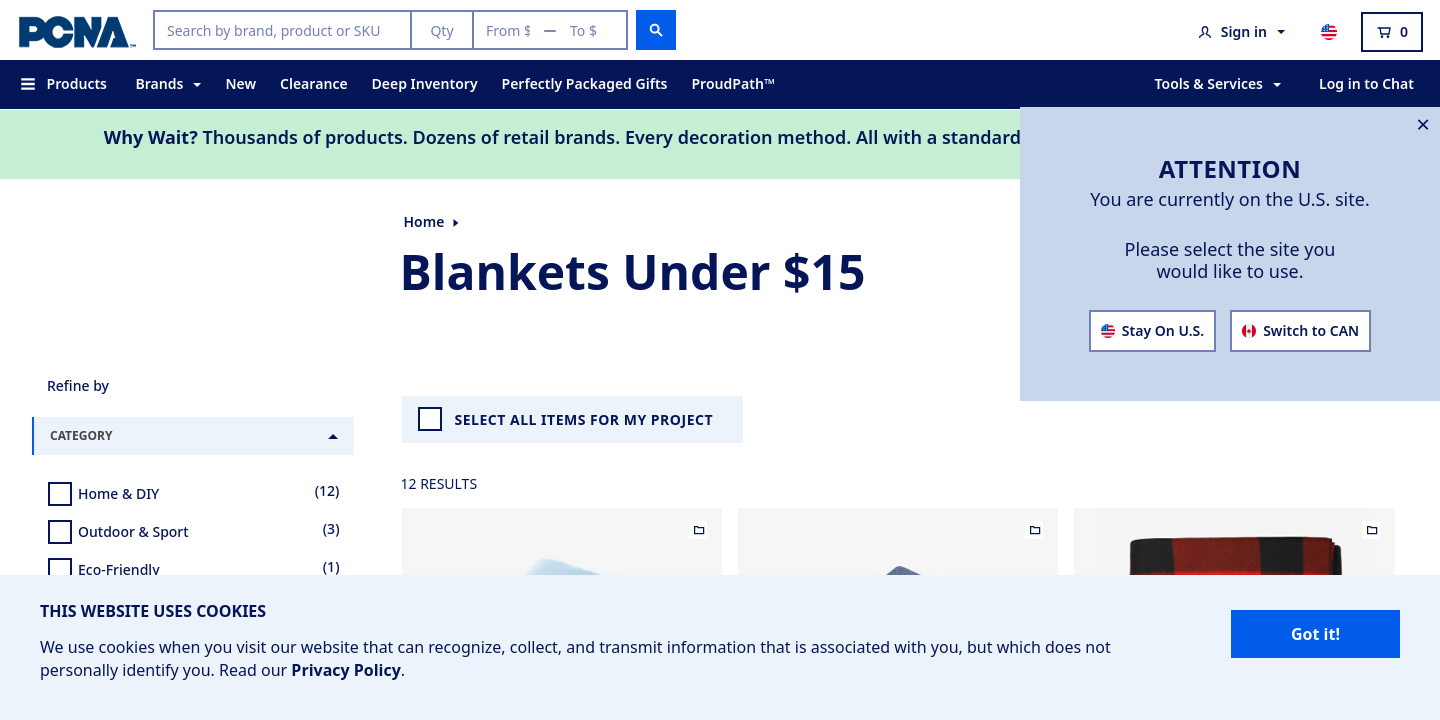 PCNA™
Search by brand, product or SKU
Qty
From $
To $
Sign in
0
Products
Brands
New
Clearance
Deep Inventory
Perfectly Packaged Gifts
ProudPath™
Tools & Services
Log in to Chat
Why Wait? Thousands of products. Dozens of retail brands. Every decoration method. All with a standard
ATTENTION
You are currently on the U.S. site.
Please select the site you
would like to use.
Stay On U.S.
Switch to CAN
Home
Blankets Under $15
Refine by
CATEGORY
Home & DIY (12)
Outdoor & Sport (3)
Eco-Friendly (1)
SELECT ALL ITEMS FOR MY PROJECT
12 RESULTS
THIS WEBSITE USES COOKIES
We use cookies when you visit our website that can recognize, collect, and transmit information that is associated with you, but which does not
personally identify you. Read our Privacy Policy.
Got it!